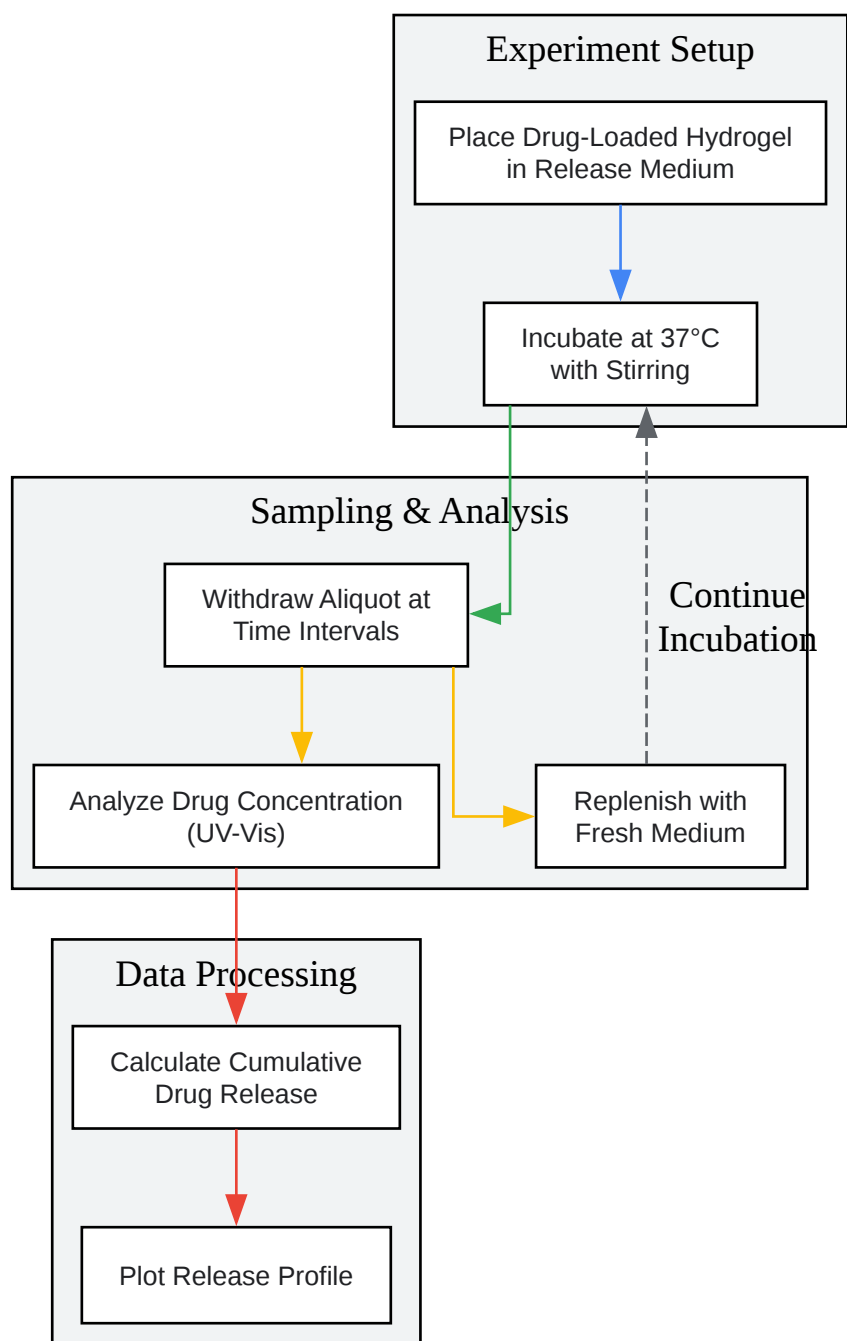 Experiment Setup
Place Drug-Loaded Hydrogel
in Release Medium
Incubate at 37°C
with Stirring
Sampling & Analysis
Withdraw Aliquot at
Time Intervals
Continue
Incubation
Analyze Drug Concentration
(UV-Vis)
Replenish with
Fresh Medium
Data Processing
Calculate Cumulative
Drug Release
Plot Release Profile